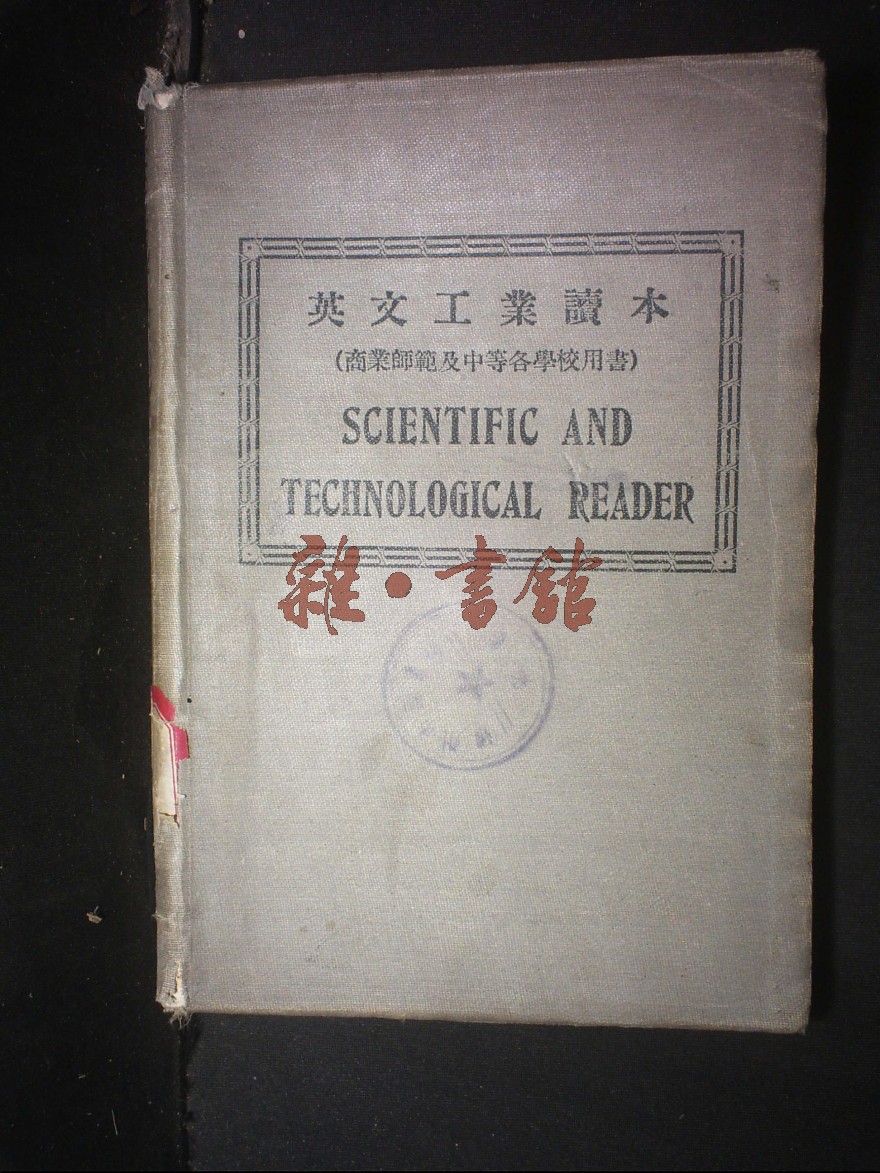 英文工業讀本
(商業師範及中等各學校用書)
SCIENTIFIC AND
TECHNOLOGICAL READER
雜·書館